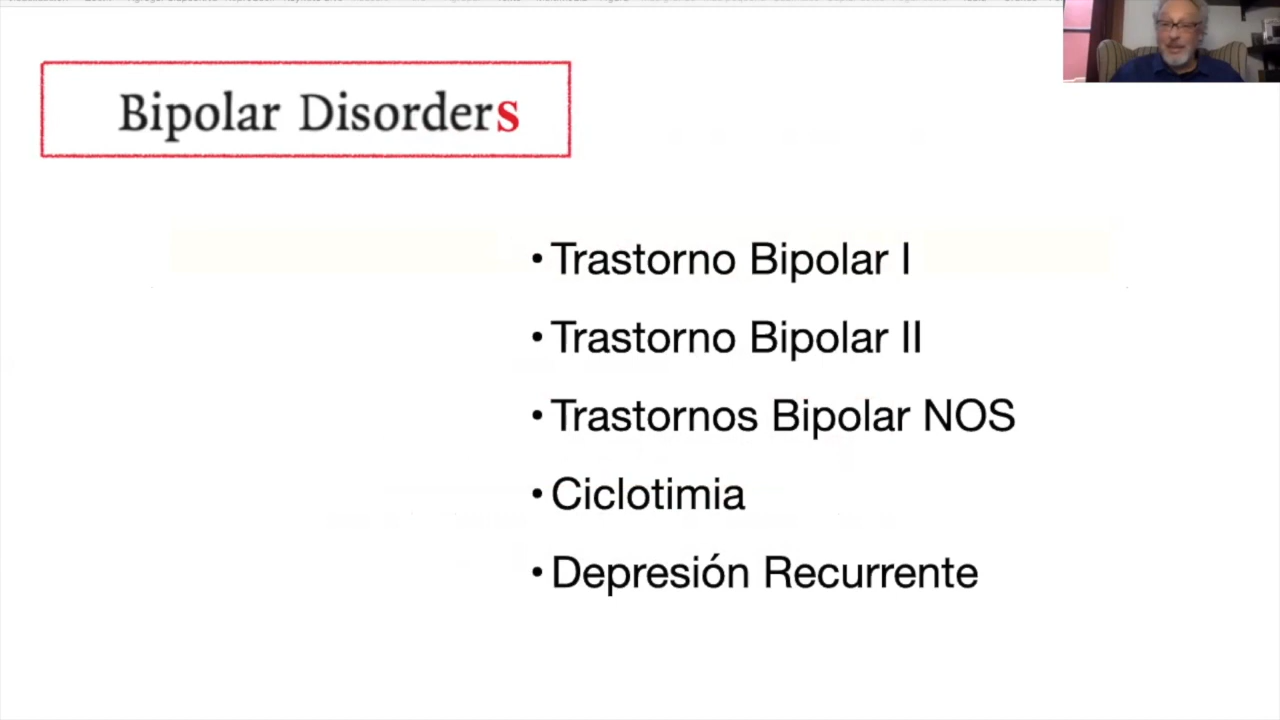 Bipolar Disorders
• Trastorno Bipolar I
• Trastorno Bipolar II
• Trastornos Bipolar NOS
• Ciclotimia
• Depresión Recurrente